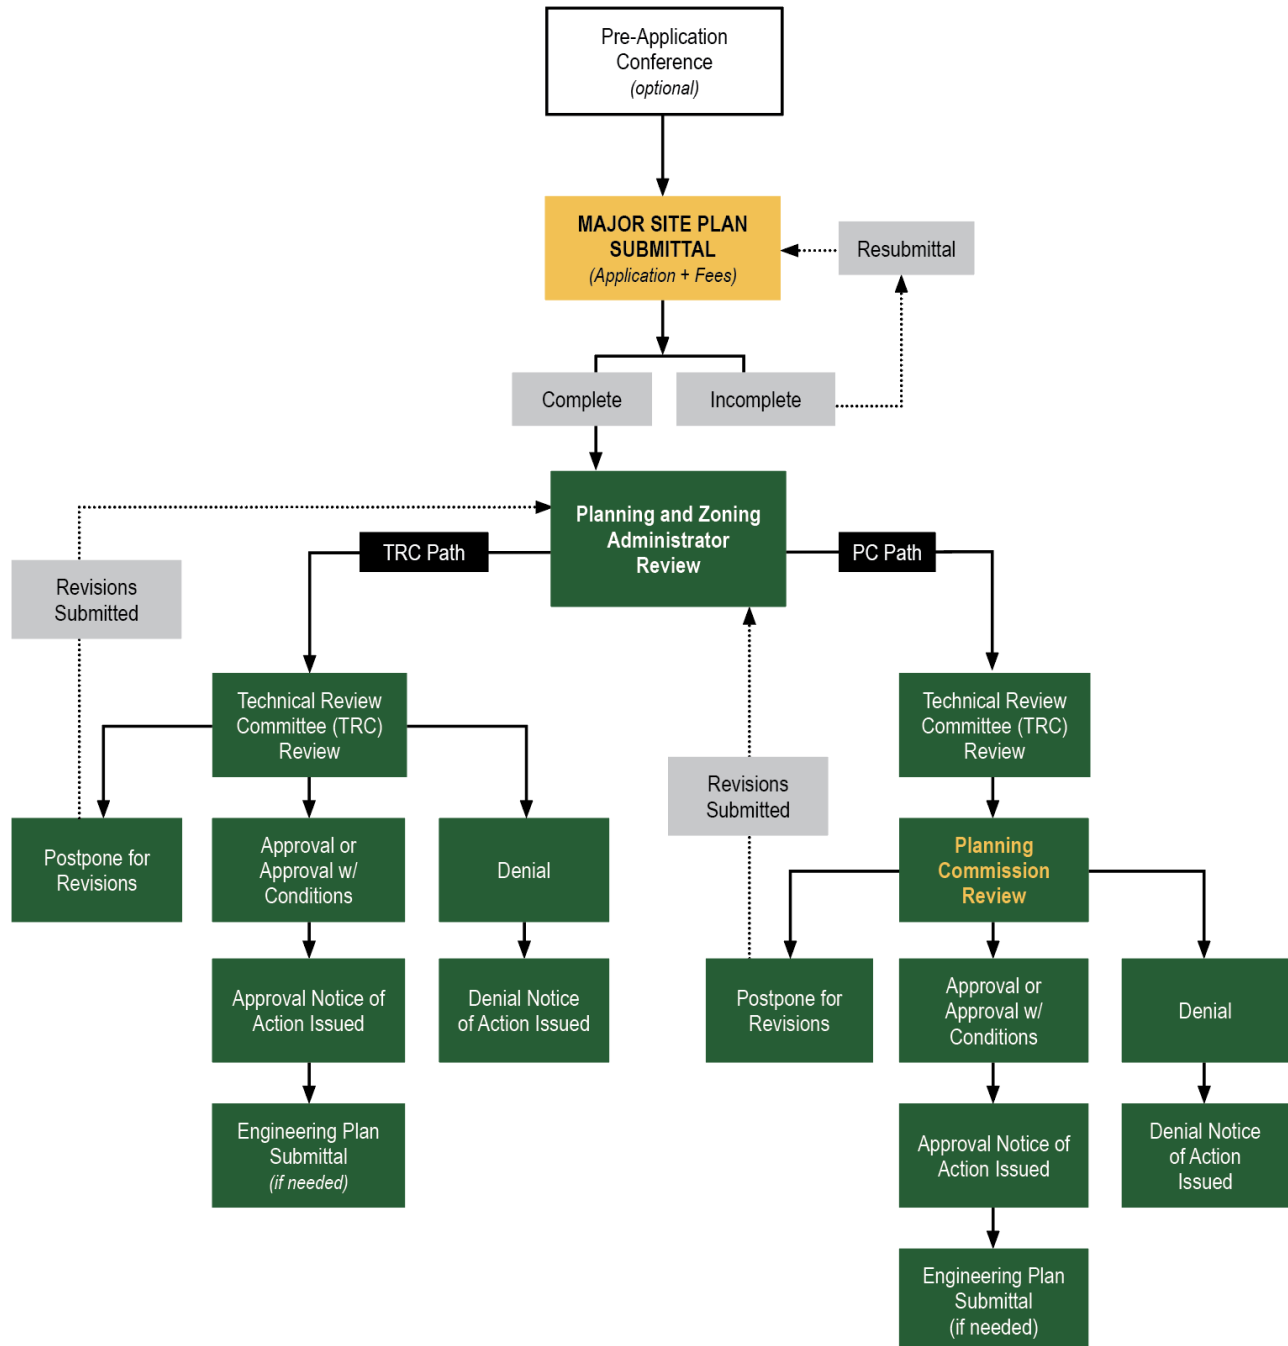 Pre-Application
Conference
(optional)
MAJOR SITE PLAN
SUBMITTAL
(Application + Fees)
Resubmittal
Complete
Incomplete
Planning and Zoning
Administrator
Review
TRC Path
PC Path
Revisions
Submitted
Technical Review
Committee (TRC)
Review
Technical Review
Committee (TRC)
Review
Revisions
Submitted
Postpone for
Revisions
Approval or
Approval w/
Conditions
Denial
Planning
Commission
Review
Approval Notice of
Action Issued
Denial Notice
of Action Issued
Postpone for
Revisions
Approval or
Approval w/
Conditions
Denial
Engineering Plan
Submittal
(if needed)
Approval Notice of
Action Issued
Denial Notice
of Action
Issued
Engineering Plan
Submittal
(if needed)